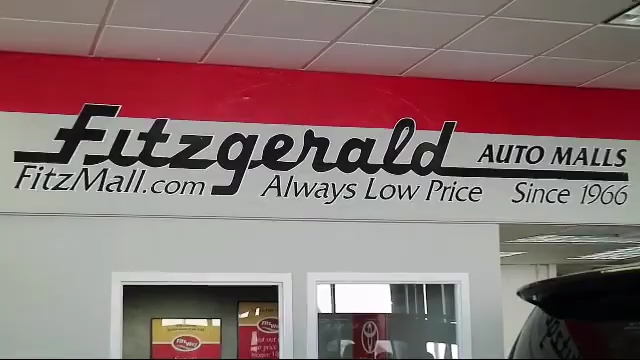 Fitzgerald AUTO MALLS
FitzMall.com Always Low Price Since 1966